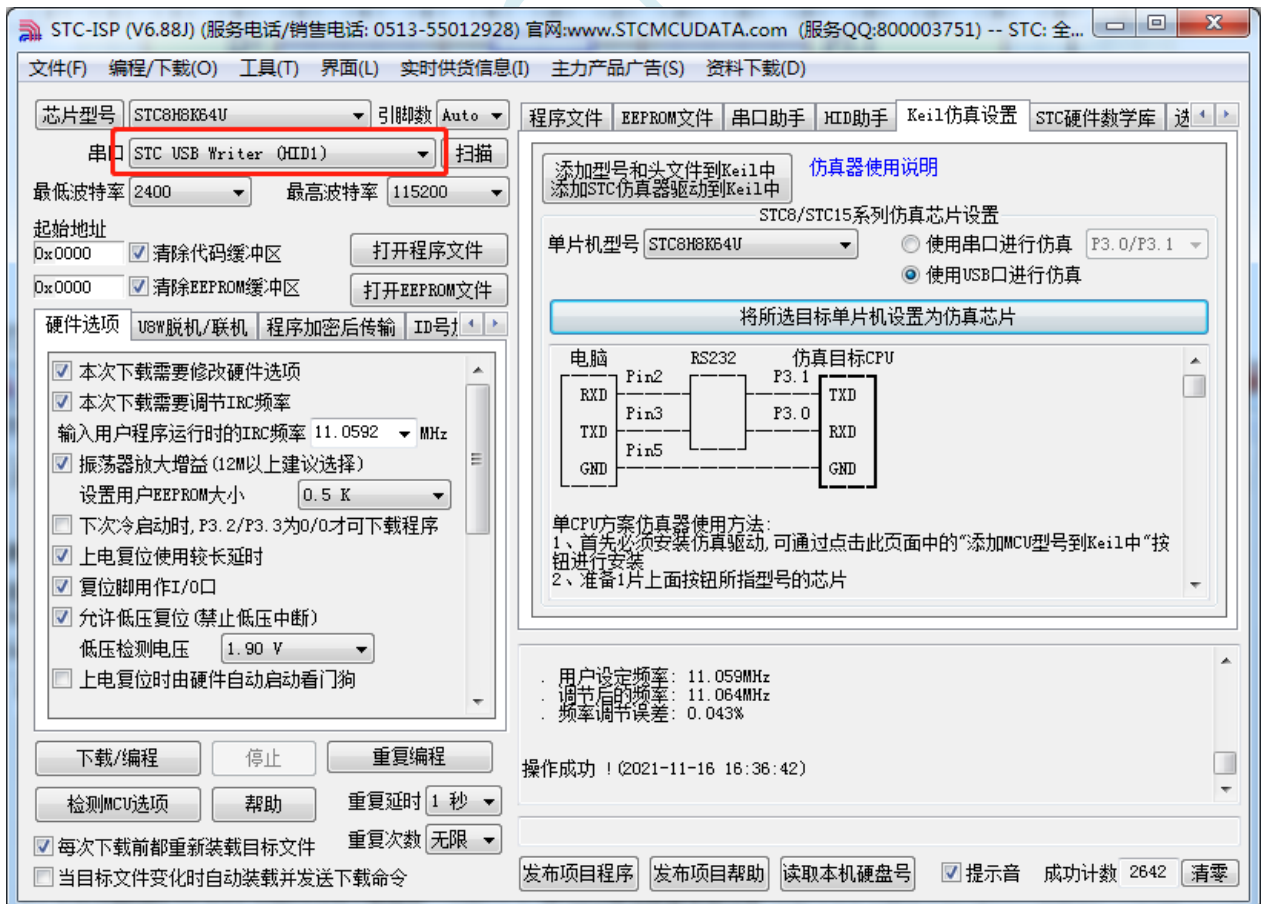 STC-ISP (V6.88J) (服务电话/销售电话: 0513-55012928) 官网:www.STCMCUDATA.com (服务QQ:800003751) -- STC: 全...
文件(F) 编程/下载(O) 工具(T) 界面(L) 实时供货信息(I) 主力产品广告(S) 资料下载(D)
芯片型号 STC8H8K64U 引脚数 Auto
串口 STC USB Writer (HID1) 扫描
最低波特率 2400 最高波特率 115200
起始地址
0x0000 清除代码缓冲区 打开程序文件
0x0000 清除EEPROM缓冲区 打开EEPROM文件
硬件选项 U8W脱机/联机 程序加密后传输 ID号
本次下载需要修改硬件选项
本次下载需要调节IRC频率
输入用户程序运行时的IRC频率 11.0592 MHz
振荡器放大增益(12M以上建议选择)
设置用户EEPROM大小 0.5 K
下次冷启动时,P3.2/P3.3为0/0才可下载程序
上电复位使用较长延时
复位脚用作I/O口
允许低压复位(禁止低压中断)
低压检测电压 1.90 V
上电复位时由硬件自动启动看门狗
下载/编程 停止 重复编程
检测MCU选项 帮助 重复延时 1 秒
每次下载前都重新装载目标文件 重复次数 无限
当目标文件变化时自动装载并发送下载命令
程序文件 EEPROM文件 串口助手 HID助手 Keil仿真设置 STC硬件数学库 选
添加型号和头文件到Keil中
添加STC仿真器驱动到Keil中
仿真器使用说明
STC8/STC15系列仿真芯片设置
单片机型号 STC8H8K64U 使用串口进行仿真 P3.0/P3.1
使用USB口进行仿真
将所选目标单片机设置为仿真芯片
电脑 RS232 仿真目标CPU
Pin2 P3.1
RXD TXD
Pin3 P3.0
TXD RXD
Pin5
GND GND
单CPU方案仿真器使用方法:
1、首先必须安装仿真驱动,可通过点击此页面中的“添加MCU型号到Keil中”按
钮进行安装
2、准备1片上面按钮所指型号的芯片
. 用户设定频率: 11.059MHz
. 调节后的频率: 11.064MHz
. 频率调节误差: 0.043%
操作成功 !(2021-11-16 16:36:42)
发布项目程序 发布项目帮助 读取本机硬盘号 提示音 成功计数 2642 清零